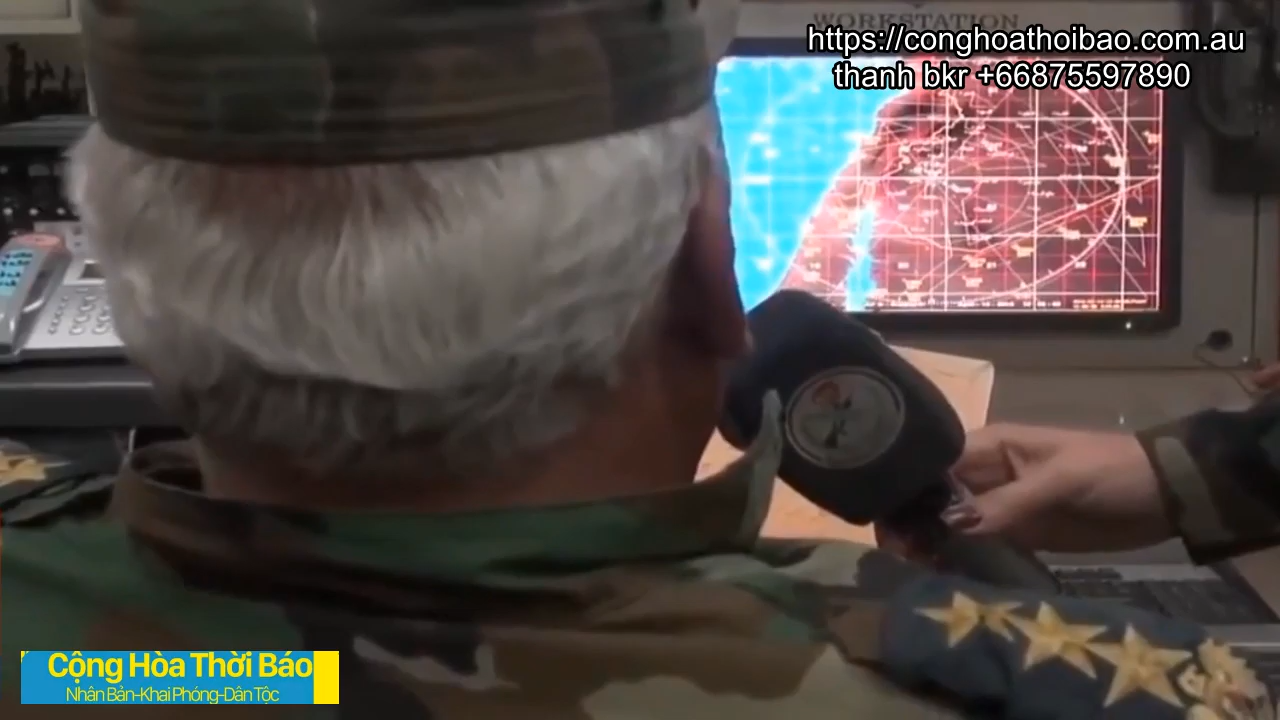 WORKSTATION
https://conghoathoibao.com.au
thanh bkr +66875597890
Cộng Hòa Thời Báo
Nhân Bản-Khai Phóng-Dân Tộc